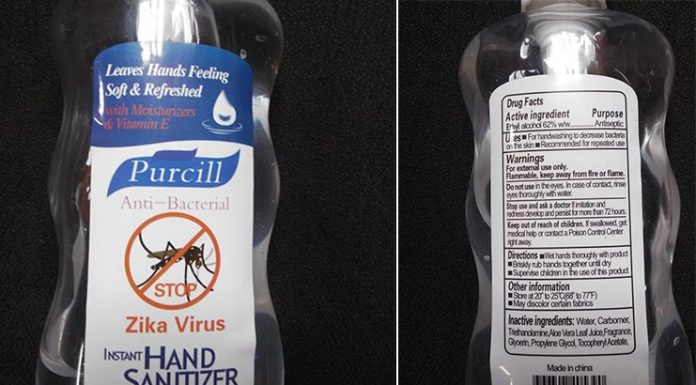 Leaves Hands Feeling
Soft & Refreshed
with Moisturizers
& Vitamin E
Purcill
Anti-Bacterial
STOP
Zika Virus
INSTANT HAND
SANITIZER
Drug Facts
Active ingredient Purpose
Ethyl alcohol 62% w/w Antiseptic
Uses ■ For handwashing to decrease bacteria
on the skin ■ Recommended for repeated use
Warnings
For external use only.
Flammable, keep away from fire or flame.
Do not use in the eyes. In case of contact, rinse
eyes thoroughly with water.
Stop use and ask a doctor if irritation and
redness develop and persist for more than 72 hours.
Keep out of reach of children. If swallowed, get
medical help or contact a Poison Control Center
right away.
Directions ■ Wet hands thoroughly with product
■ Briskly rub hands together until dry
■ Supervise children in the use of this product
Other information
■ Store at 20° to 25°C(68° to 77°F)
■ May discolor certain fabrics
Inactive ingredients: Water, Carbomer,
Triethanolamine, Aloe Vera Leaf Juice, Fragrance,
Glycerin, Propylene Glycol, Tocopheryl Acetate,
Made in china